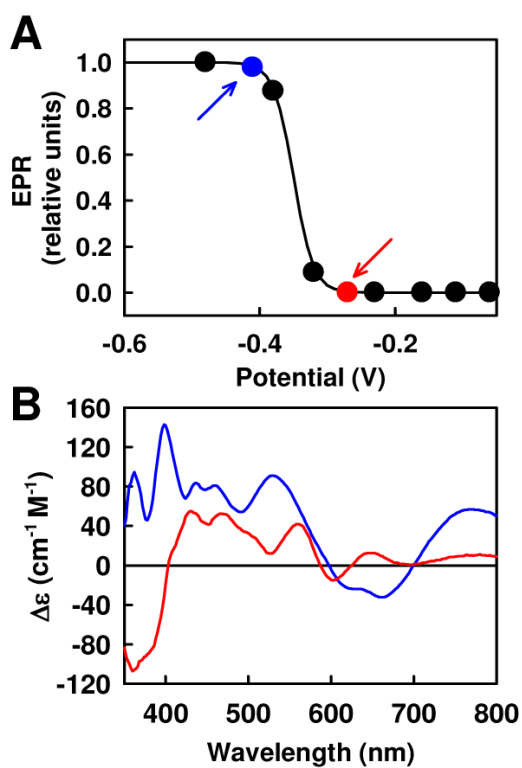 A
EPR
(relative units)
1.0
0.8
0.6
0.4
0.2
0.0
-0.6 -0.4 -0.2
Potential (V)
B
Δε (cm⁻¹ M⁻¹)
160
120
80
40
0
-40
-80
-120
400 500 600 700 800
Wavelength (nm)